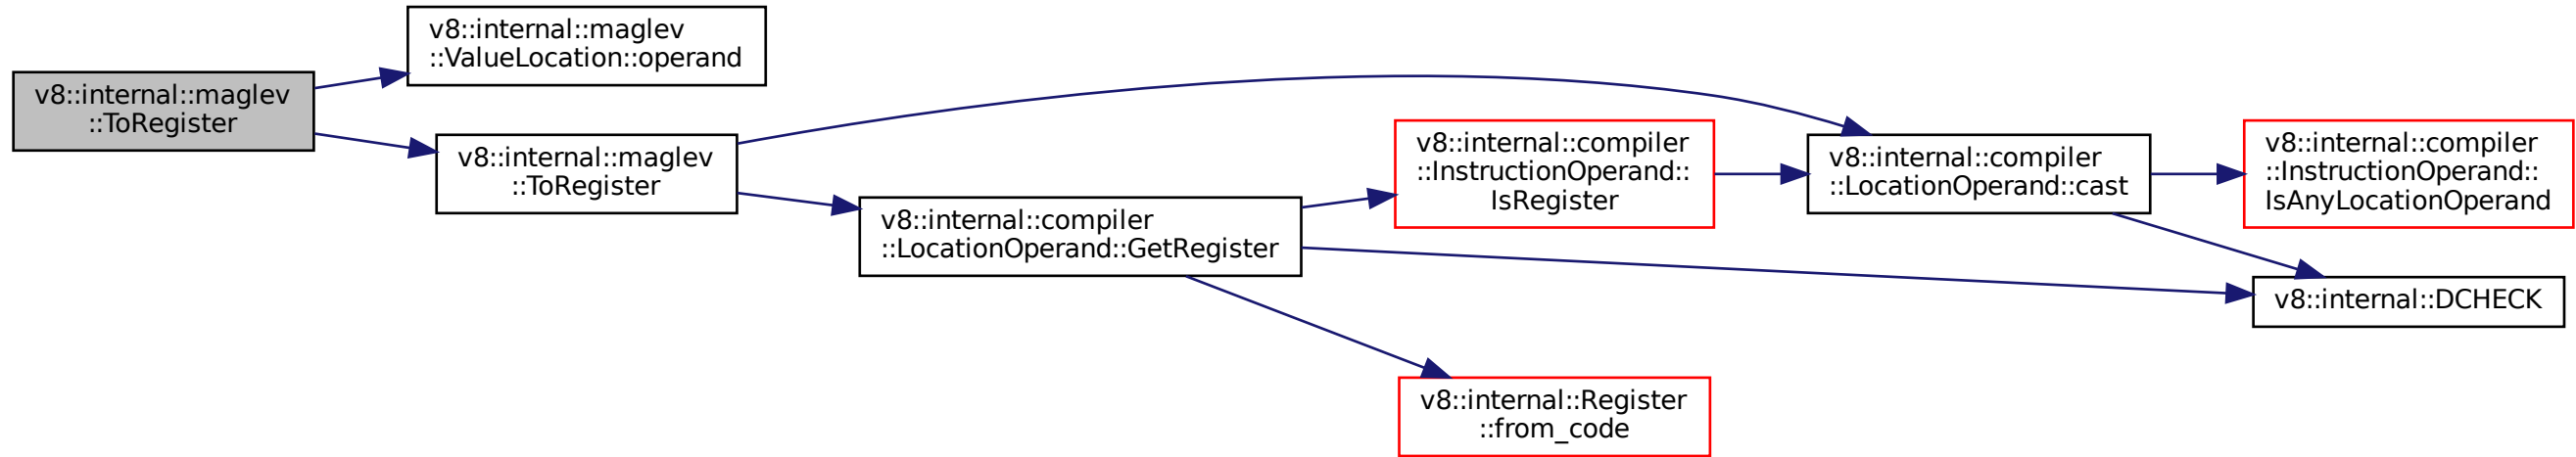 v8::internal::maglev
::ToRegister
v8::internal::maglev
::ValueLocation::operand
v8::internal::maglev
::ToRegister
v8::internal::compiler
::LocationOperand::GetRegister
v8::internal::compiler
::InstructionOperand::
IsRegister
v8::internal::Register
::from_code
v8::internal::compiler
::LocationOperand::cast
v8::internal::compiler
::InstructionOperand::
IsAnyLocationOperand
v8::internal::DCHECK